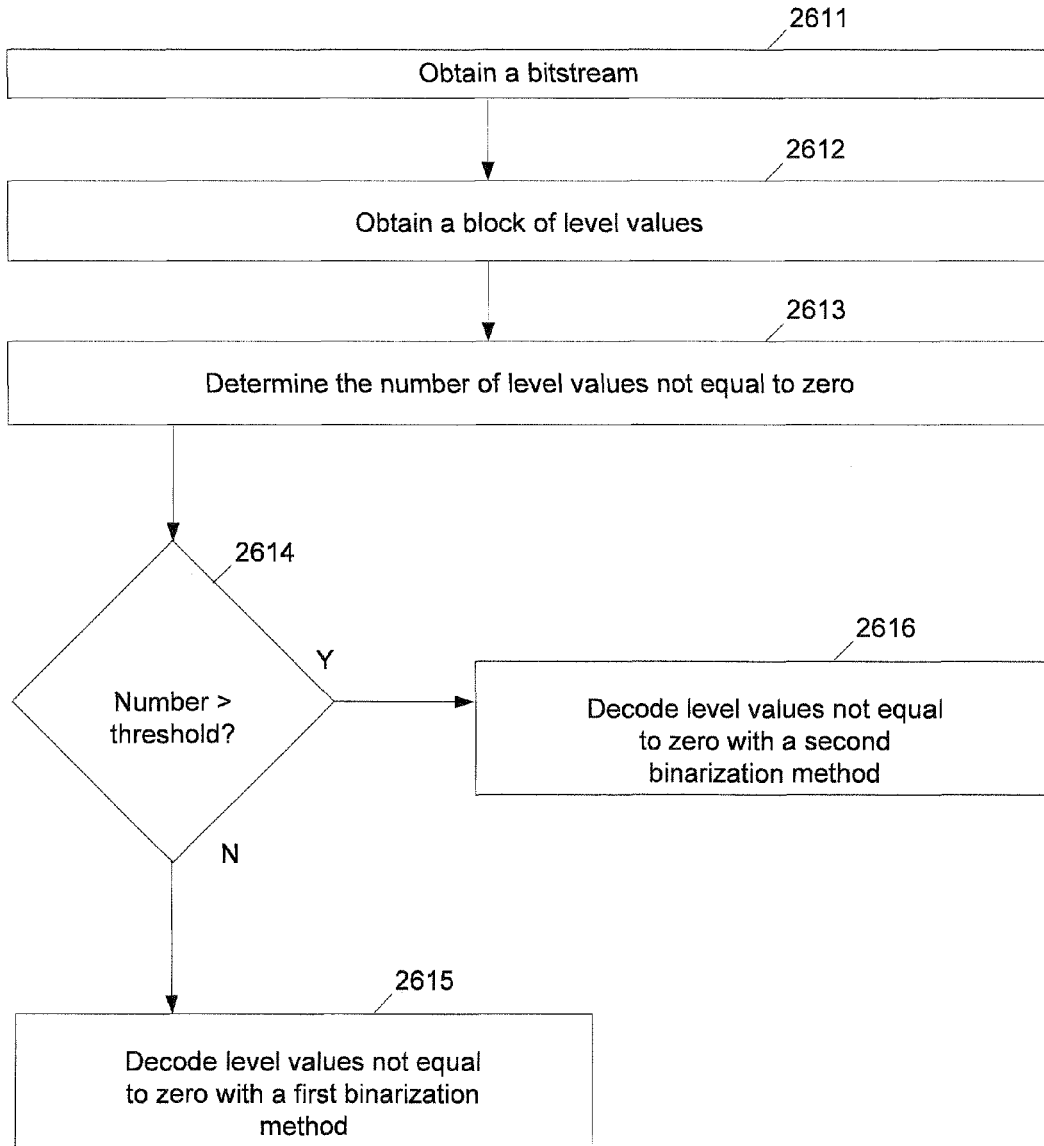 2611
Obtain a bitstream
2612
Obtain a block of level values
2613
Determine the number of level values not equal to zero
2614
Number >
threshold?
Y
2616
Decode level values not equal
to zero with a second
binarization method
N
2615
Decode level values not equal
to zero with a first binarization
method